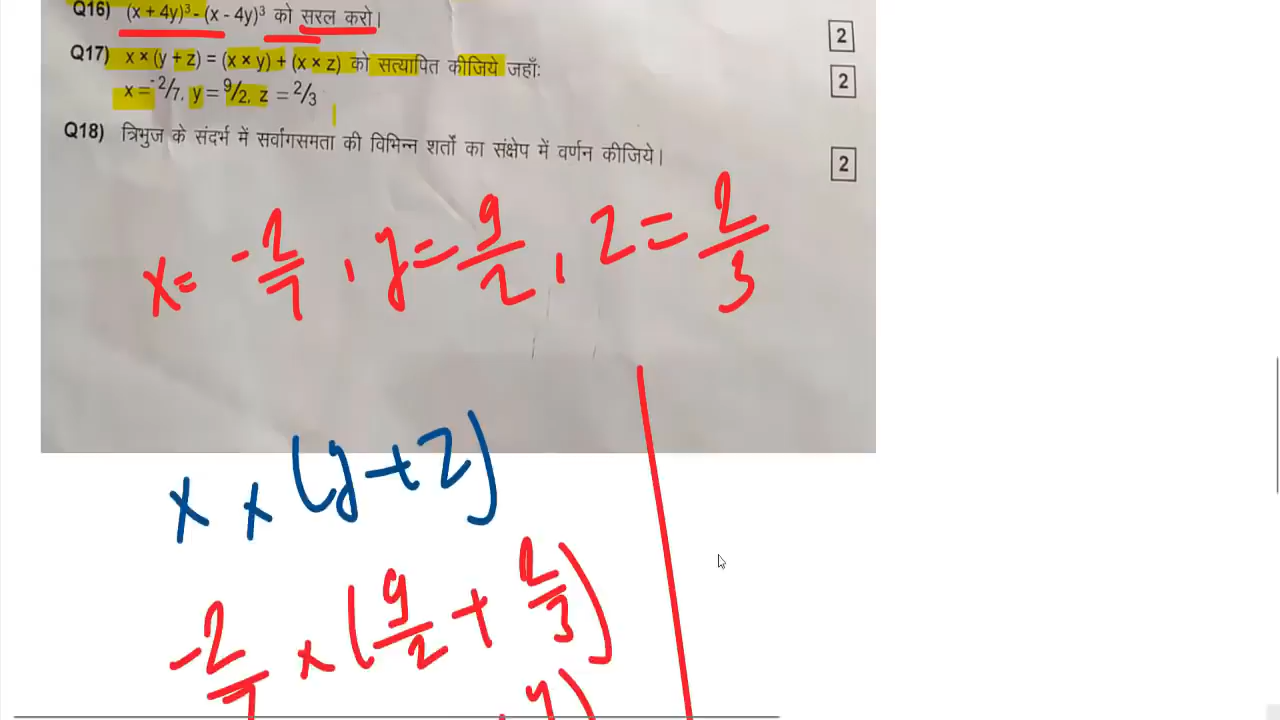 Q16) (x + 4y)³ - (x - 4y)³ को सरल करो। 2
Q17) x × (y + z) = (x × y) + (x × z) को सत्यापित कीजिये जहाँः 2
x = -2/7, y = 9/2, z = 2/3
Q18) त्रिभुज के संदर्भ में सर्वांगसमता की विभिन्न शर्तों का संक्षेप में वर्णन कीजिये। 2
x = -2/7, y = 9/2, z = 2/3
x × (y + z)
-2/7 × (9/2 + 2/3)